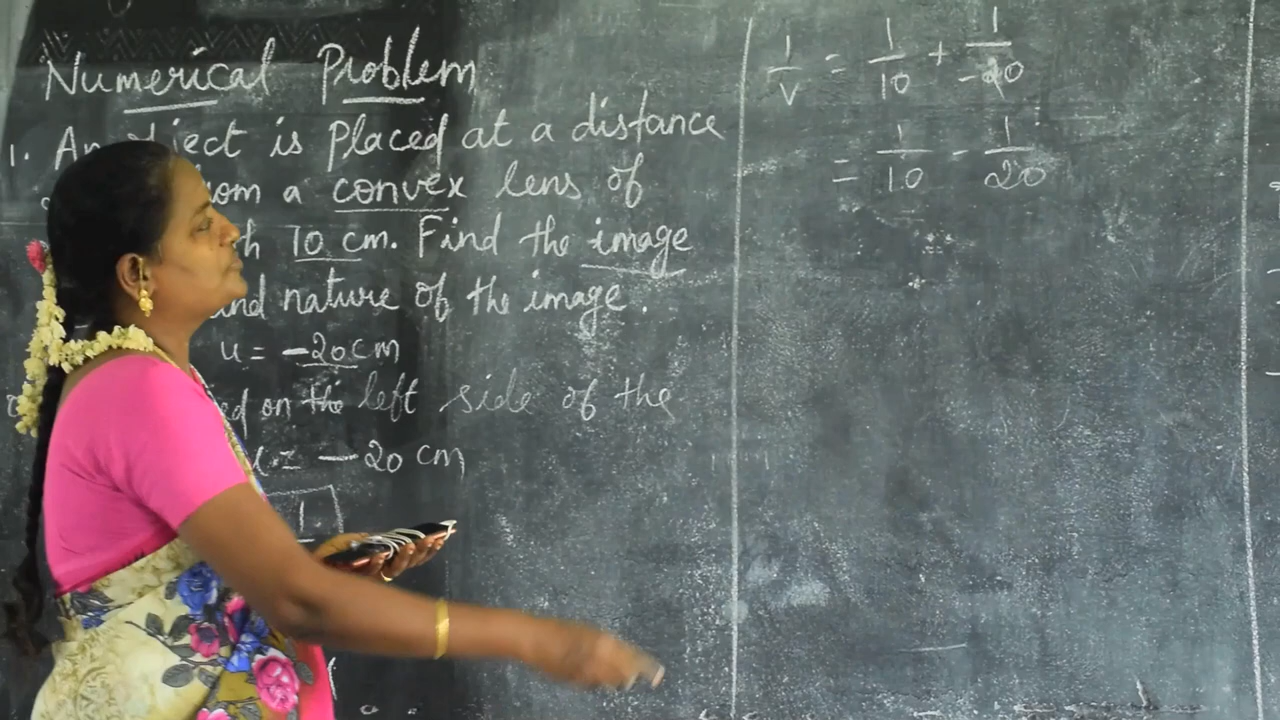 Numerical Problem
1. An object is placed at a distance
from a convex lens of
10 cm. Find the image
and nature of the image.
u = -20 cm
on the left side of the
u = -20 cm
1
1/v = 1/10 + 1/-20
= 1/10 - 1/20